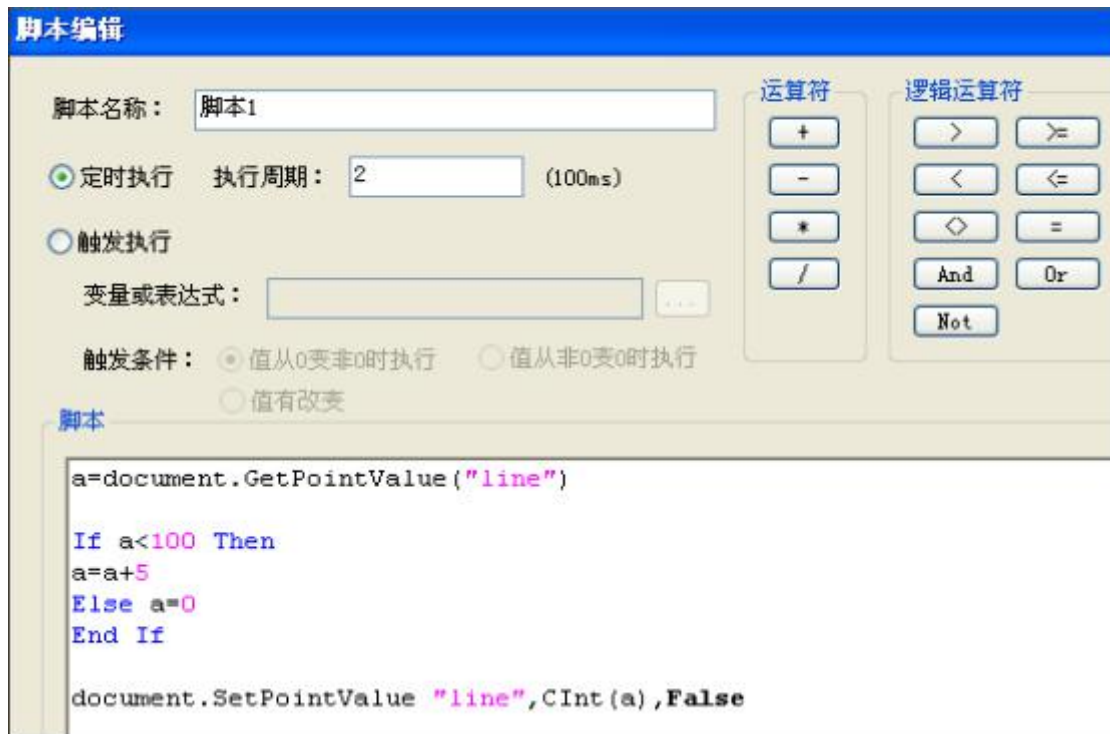 脚本编辑
脚本名称： 脚本1
定时执行 执行周期： 2 (100ms)
触发执行
变量或表达式： ...
触发条件： 值从0变非0时执行 值从非0变0时执行
值有改变
运算符
+
-
*
/
逻辑运算符
> >=
< <=
<> =
And Or
Not
脚本
a=document.GetPointValue("line")
If a<100 Then
a=a+5
Else a=0
End If
document.SetPointValue "line",CInt(a),False